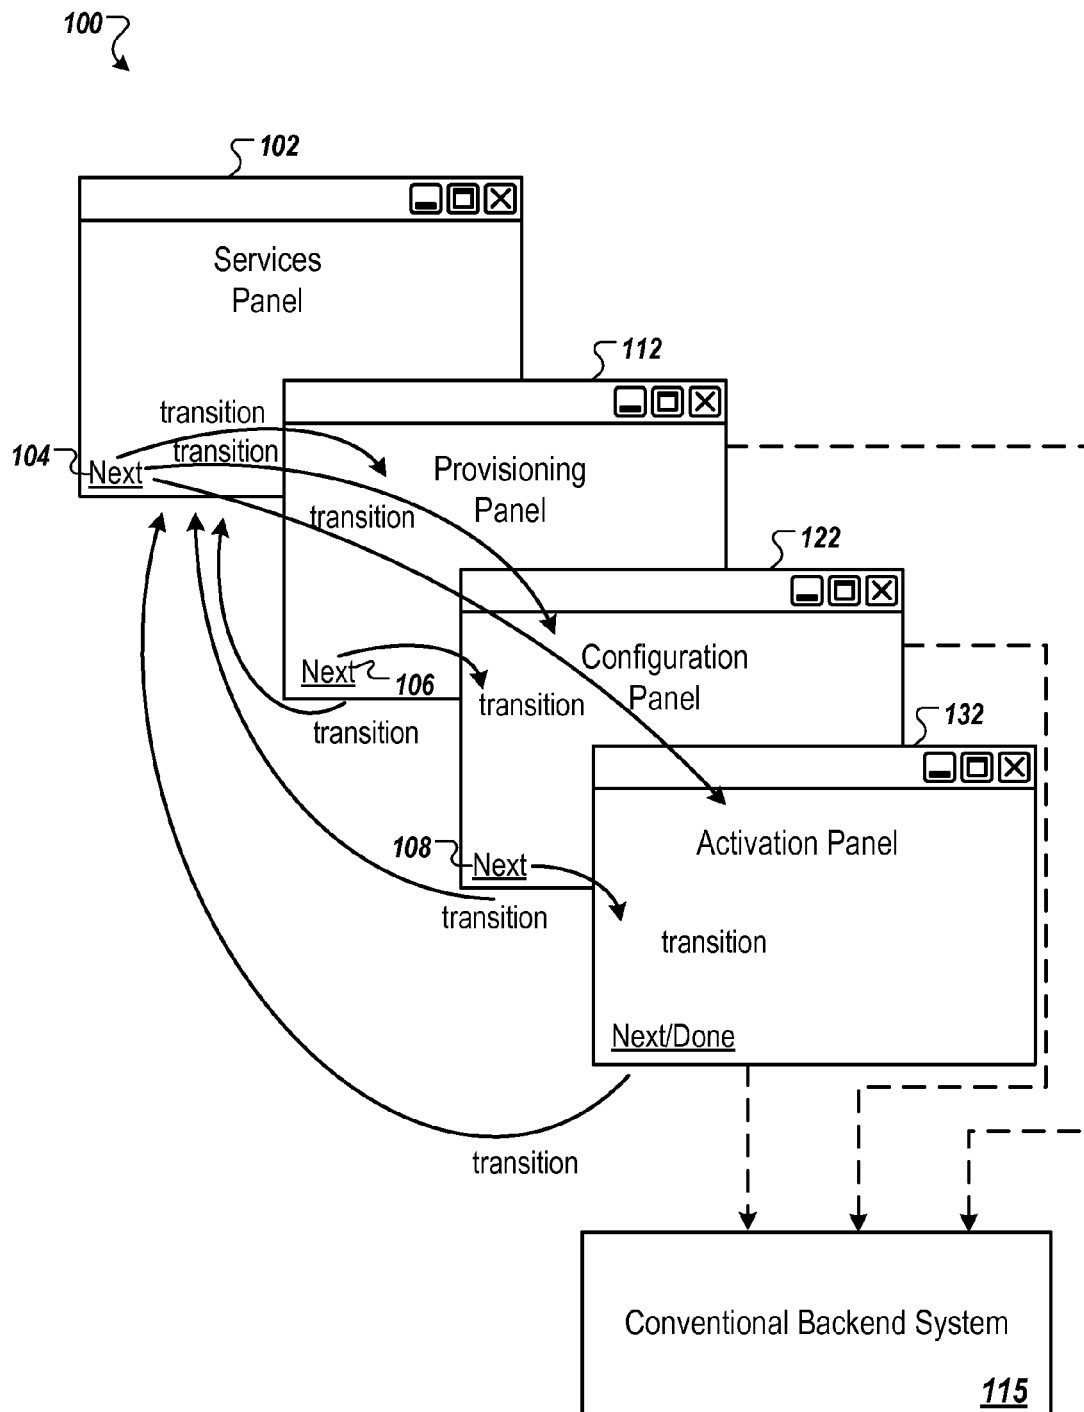 100
102
Services
Panel
112
transition
transition
104
Next
Provisioning
Panel
transition
122
Configuration
Panel
Next
106
transition
transition
132
Activation Panel
108
Next
transition
transition
Next/Done
transition
Conventional Backend System
115